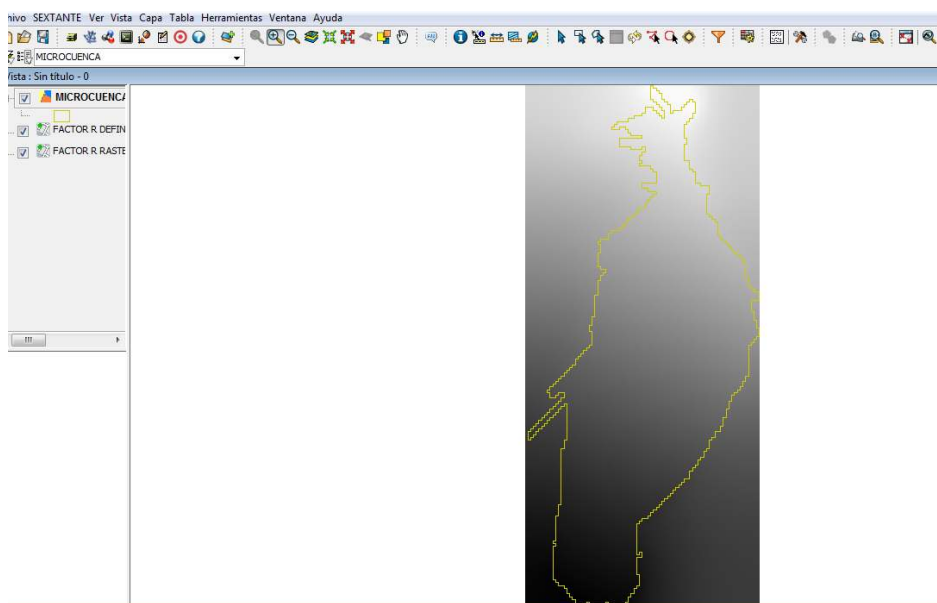 hivo SEXTANTE Ver Vista Capa Tabla Herramientas Ventana Ayuda
MICROCUENCA
Vista : Sin título - 0
MICROCUENCA
FACTOR R DEFIN
FACTOR R RASTE